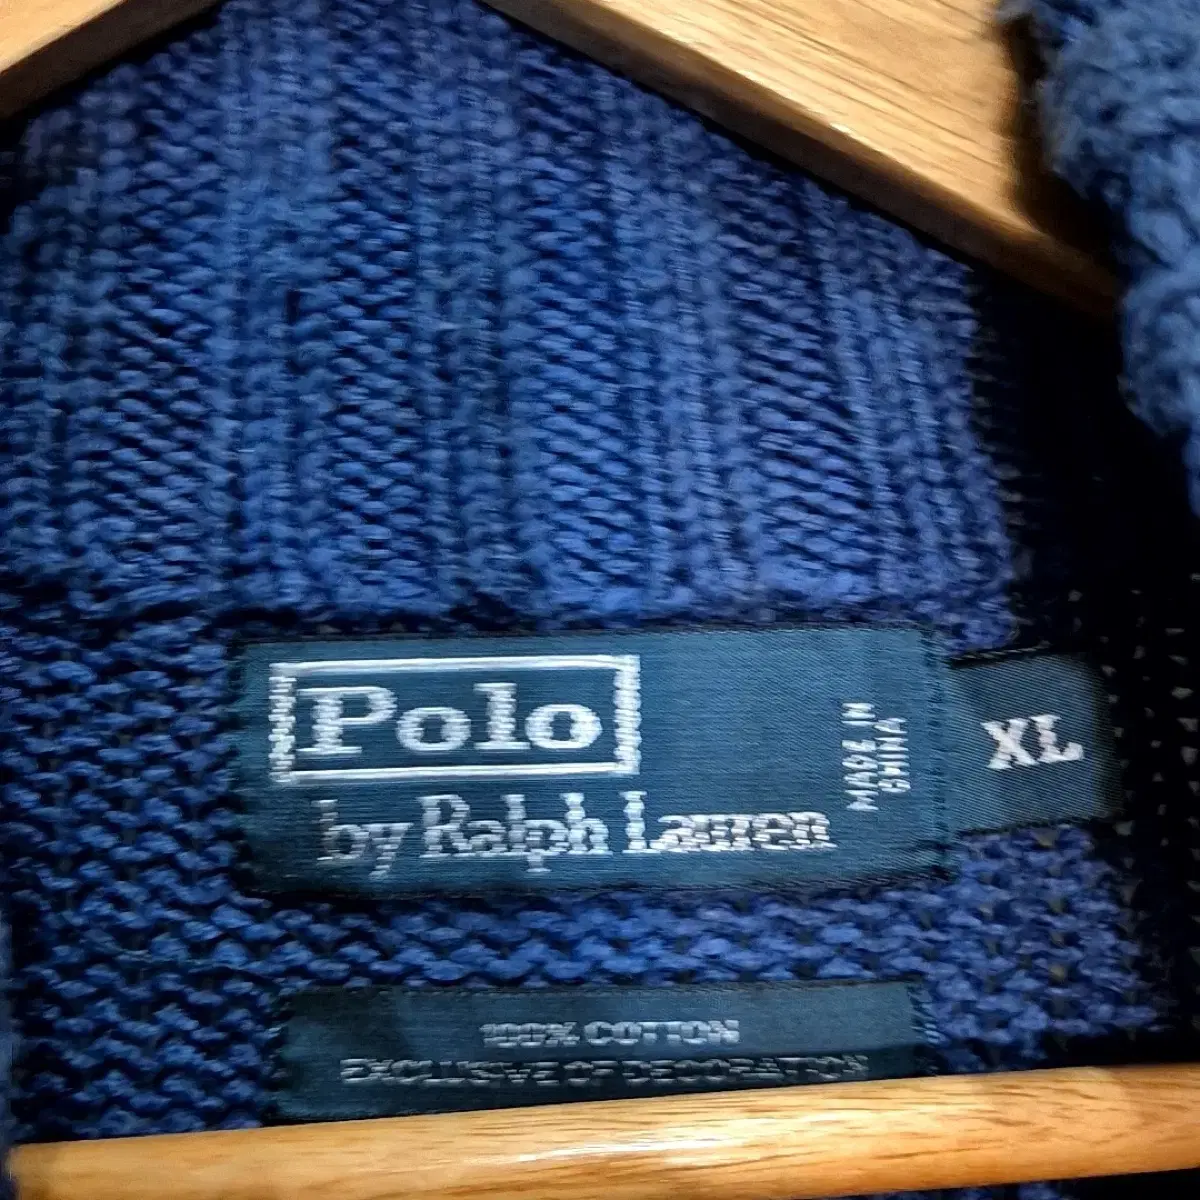 Polo
by Ralph Lauren
MADE IN
CHINA
XL
100% COTTON
EXCLUSIVE OF DECORATION